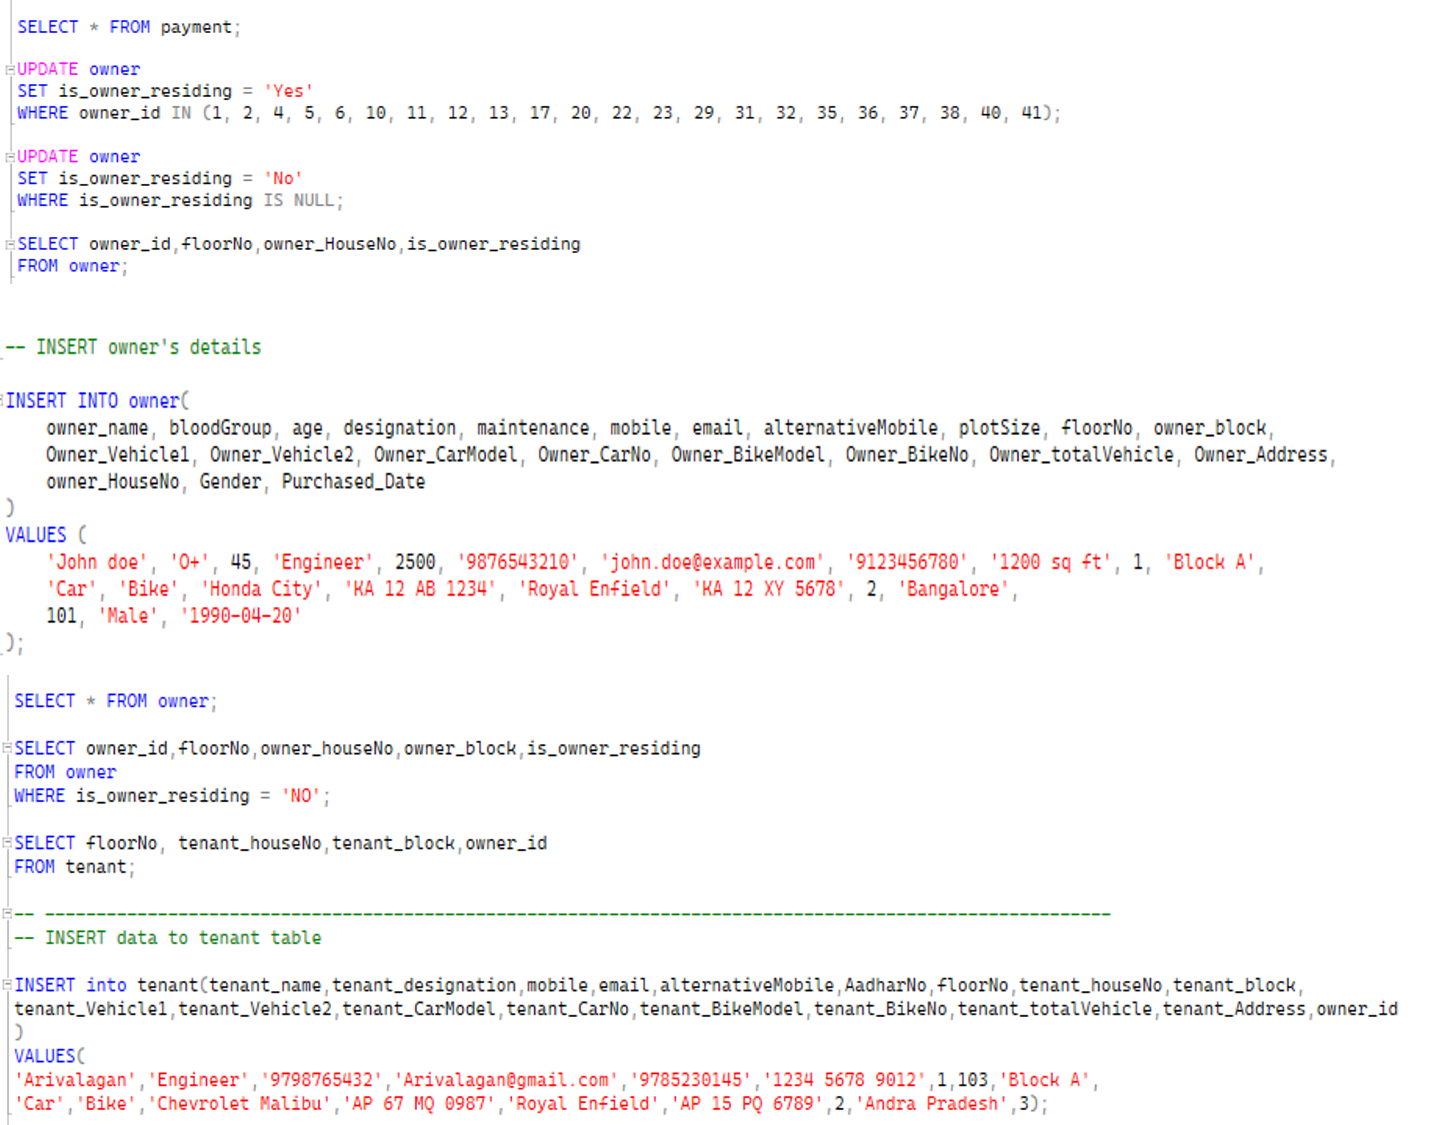 SELECT * FROM payment;
UPDATE owner
SET is_owner_residing = 'Yes'
WHERE owner_id IN (1, 2, 4, 5, 6, 10, 11, 12, 13, 17, 20, 22, 23, 29, 31, 32, 35, 36, 37, 38, 40, 41);
UPDATE owner
SET is_owner_residing = 'No'
WHERE is_owner_residing IS NULL;
SELECT owner_id,floorNo,owner_HouseNo,is_owner_residing
FROM owner;
-- INSERT owner's details
INSERT INTO owner(
owner_name, bloodGroup, age, designation, maintenance, mobile, email, alternativeMobile, plotSize, floorNo, owner_block,
Owner_Vehicle1, Owner_Vehicle2, Owner_CarModel, Owner_CarNo, Owner_BikeModel, Owner_BikeNo, Owner_totalVehicle, Owner_Address,
owner_HouseNo, Gender, Purchased_Date
)
VALUES (
'John doe', 'O+', 45, 'Engineer', 2500, '9876543210', 'john.doe@example.com', '9123456780', '1200 sq ft', 1, 'Block A',
'Car', 'Bike', 'Honda City', 'KA 12 AB 1234', 'Royal Enfield', 'KA 12 XY 5678', 2, 'Bangalore',
101, 'Male', '1990-04-20'
);
SELECT * FROM owner;
SELECT owner_id,floorNo,owner_houseNo,owner_block,is_owner_residing
FROM owner
WHERE is_owner_residing = 'NO';
SELECT floorNo, tenant_houseNo,tenant_block,owner_id
FROM tenant;
-- --------------------------------------------------------------------------------------------------------
-- INSERT data to tenant table
INSERT into tenant(tenant_name,tenant_designation,mobile,email,alternativeMobile,AadharNo,floorNo,tenant_houseNo,tenant_block,
tenant_Vehicle1,tenant_Vehicle2,tenant_CarModel,tenant_CarNo,tenant_BikeModel,tenant_BikeNo,tenant_totalVehicle,tenant_Address,owner_id
)
VALUES(
'Arivalagan','Engineer','9798765432','Arivalagan@gmail.com','9785230145','1234 5678 9012',1,103,'Block A',
'Car','Bike','Chevrolet Malibu','AP 67 MQ 0987','Royal Enfield','AP 15 PQ 6789',2,'Andra Pradesh',3);